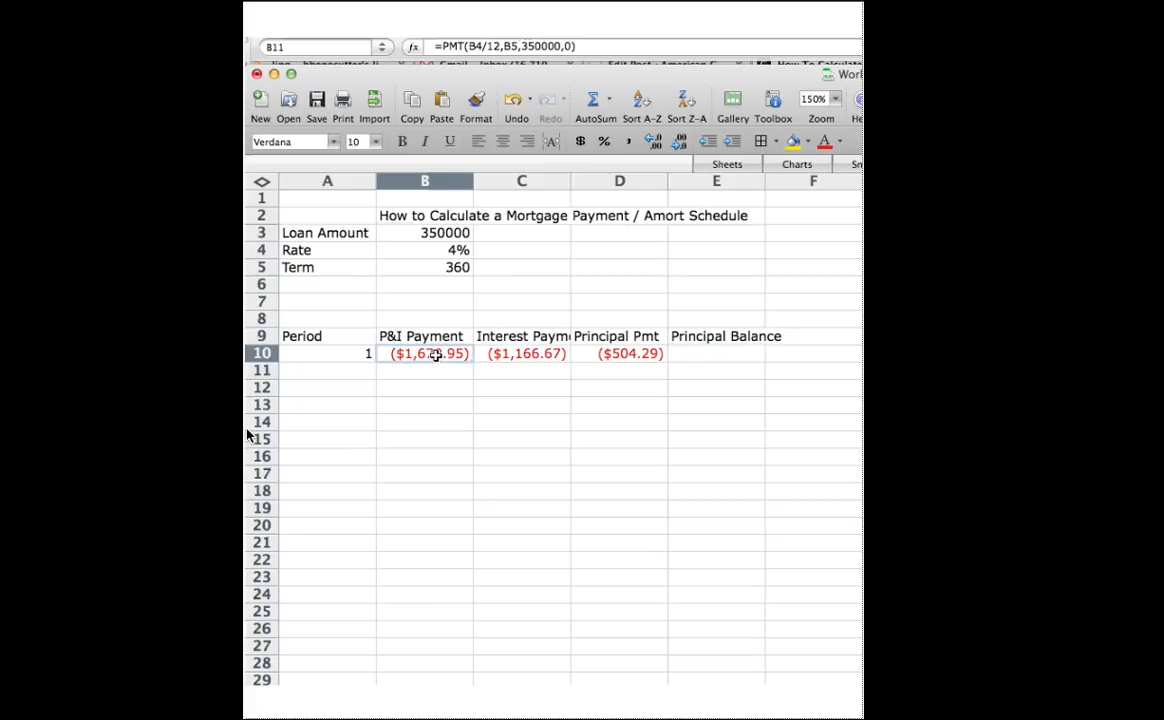 B11 fx =PMT(B4/12,B5,350000,0)
Worl
New Open Save Print Import Copy Paste Format Undo Redo AutoSum Sort A-Z Sort Z-A Gallery Toolbox Zoom He
150%
Verdana 10 B I U $ % ,
Sheets Charts Sn
A B C D E F
1
2 How to Calculate a Mortgage Payment / Amort Schedule
3 Loan Amount 350000
4 Rate 4%
5 Term 360
6
7
8
9 Period P&I Payment Interest Paym Principal Pmt Principal Balance
10 1 ($1,166.67) ($504.29)
11
12
13
14
15
16
17
18
19
20
21
22
23
24
25
26
27
28
29